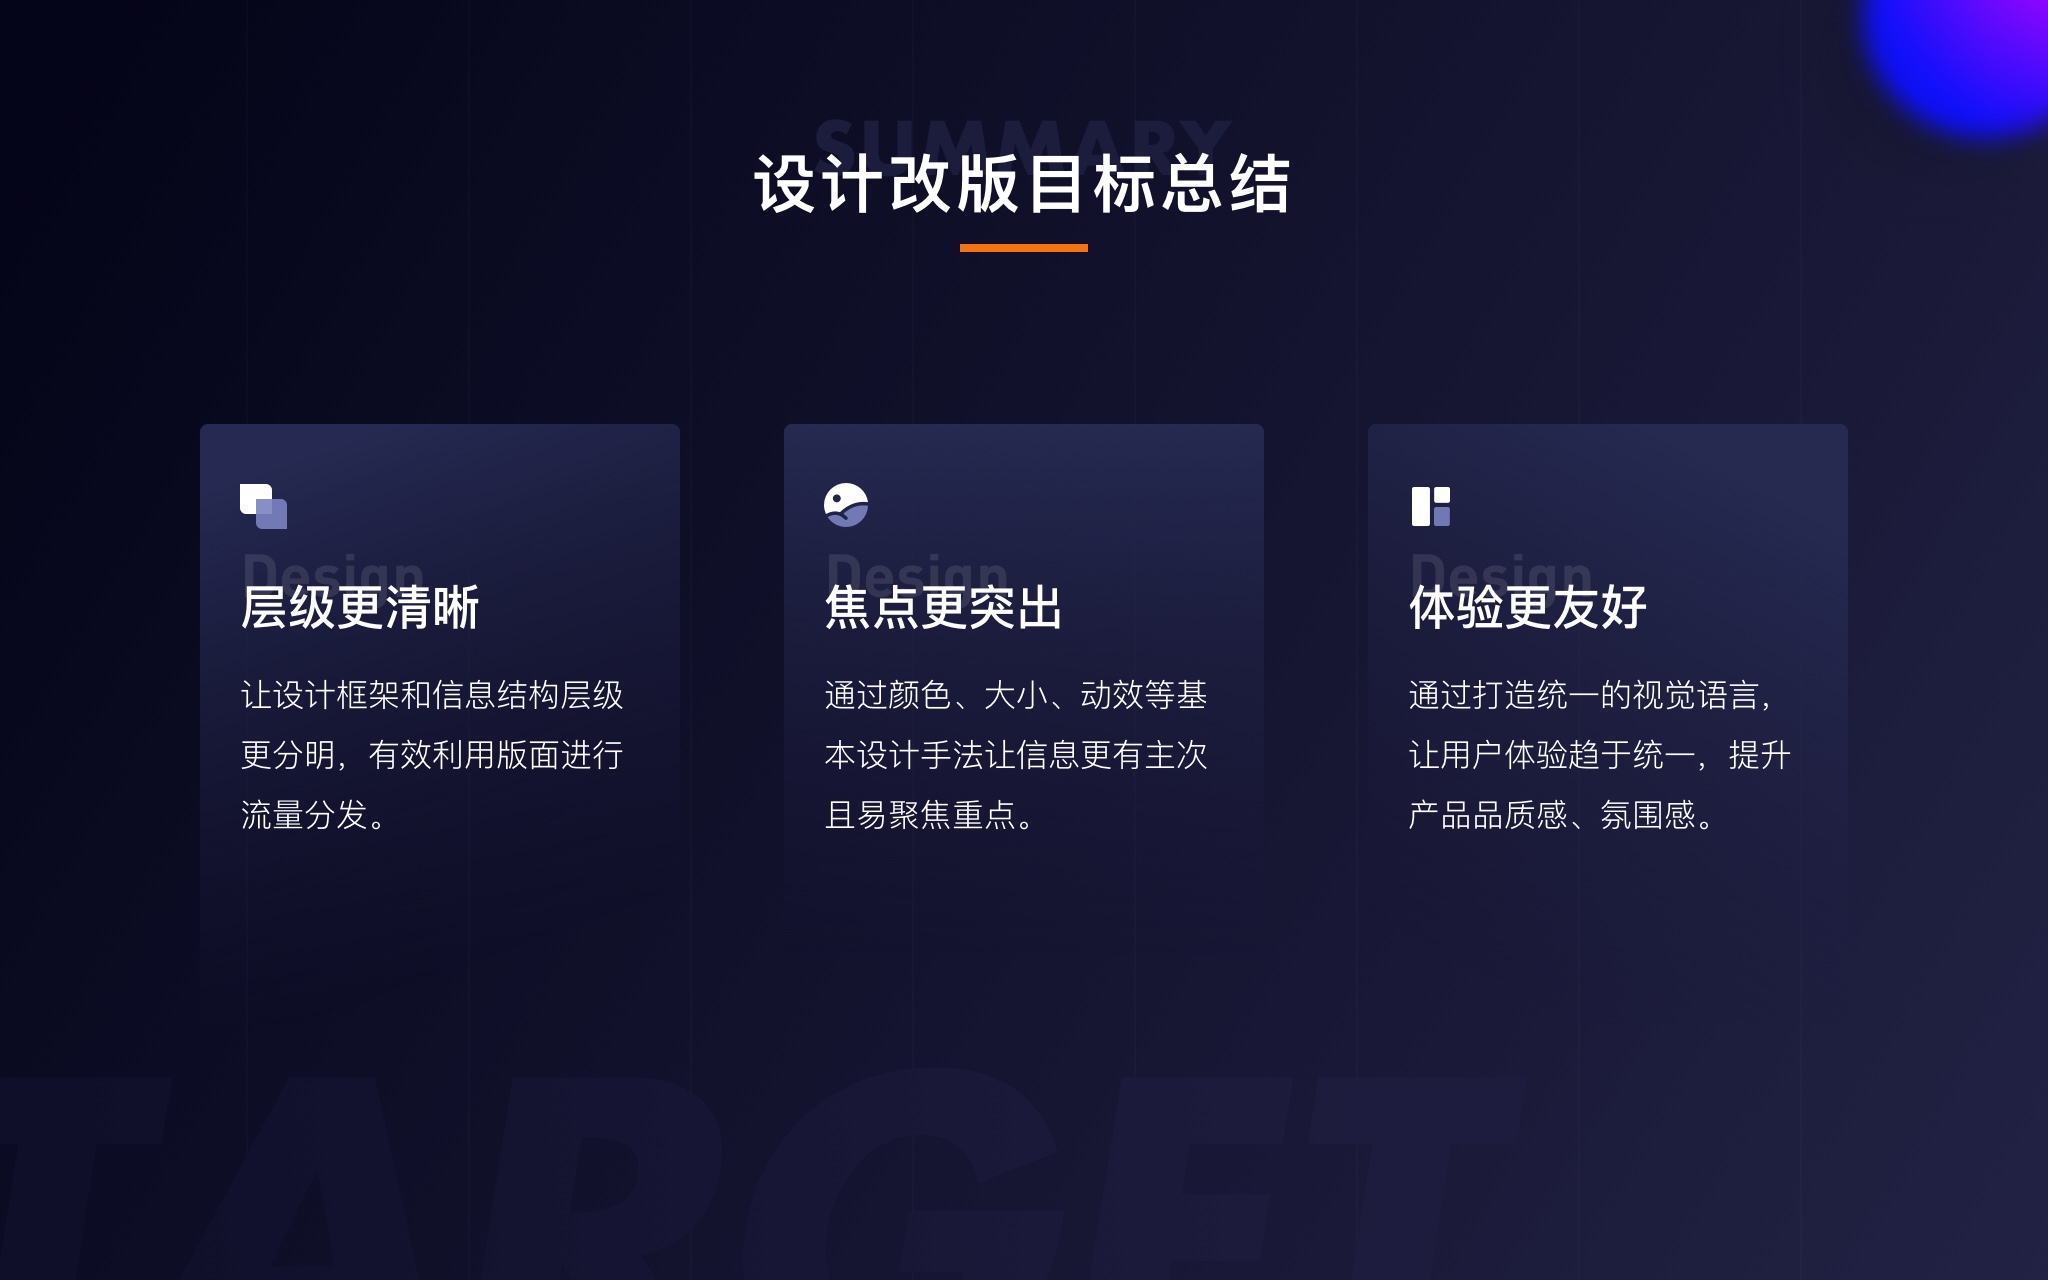 SUMMARY
设计改版目标总结
Design
层级更清晰
让设计框架和信息结构层级
更分明，有效利用版面进行
流量分发。
Design
焦点更突出
通过颜色、大小、动效等基
本设计手法让信息更有主次
且易聚焦重点。
Design
体验更友好
通过打造统一的视觉语言，
让用户体验趋于统一，提升
产品品质感、氛围感。
TARGET